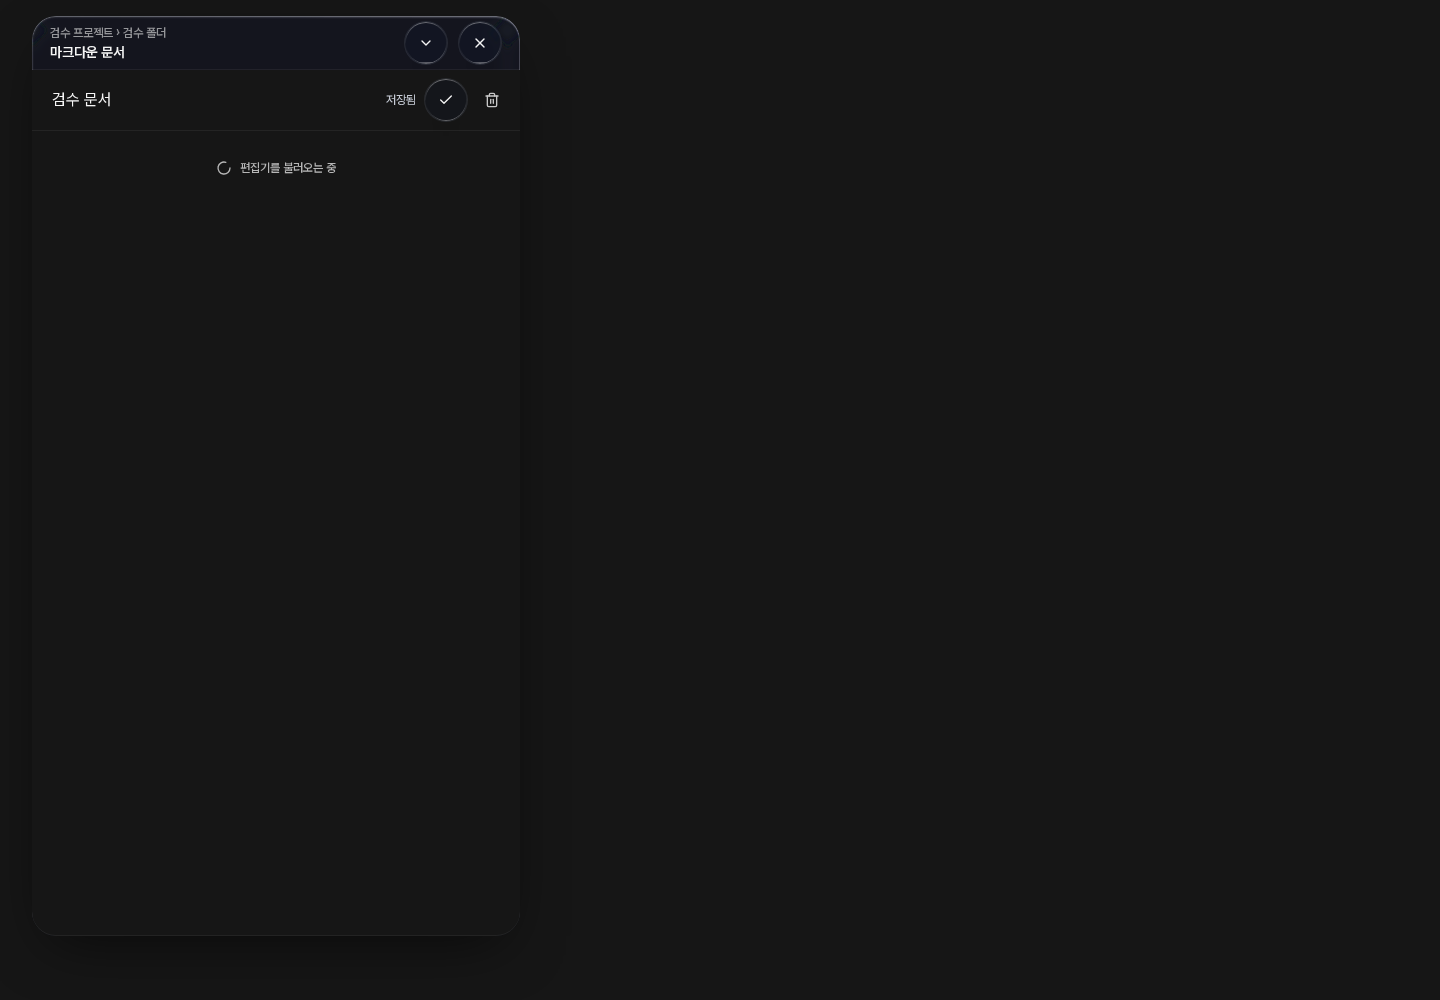 검수 프로젝트 › 검수 폴더
마크다운 문서
검수 문서
저장됨
편집기를 불러오는 중